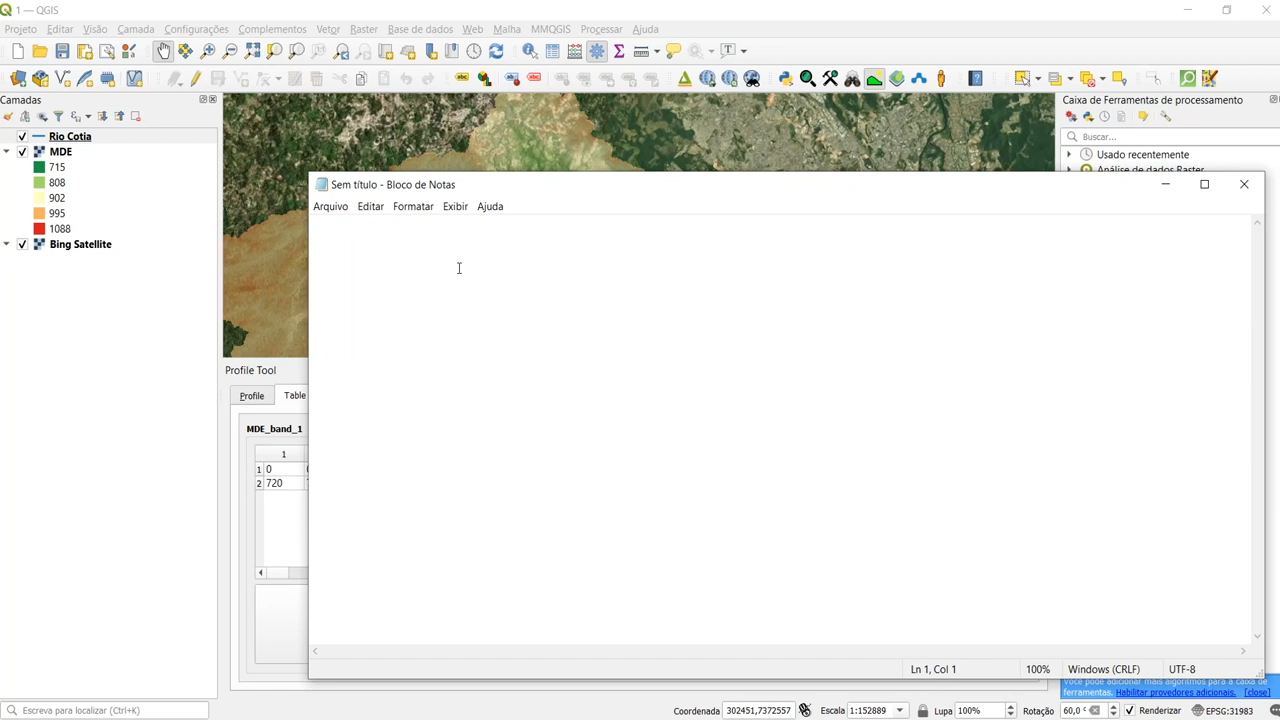 1 — QGIS
Projeto Editar Visão Camada Configurações Complementos Vetor Raster Base de dados Web Malha MMQGIS Processar Ajuda
Camadas
Rio Cotia
MDE
715
808
902
995
1088
Bing Satellite
Caixa de Ferramentas de processamento
Buscar...
Usado recentemente
Análise de dados Raster
Sem título - Bloco de Notas
Arquivo Editar Formatar Exibir Ajuda
Profile Tool
Profile Table
MDE_band_1
1
1 0
2 720
Ln 1, Col 1 100% Windows (CRLF) UTF-8
Você pode adicionar mais algoritmos para a caixa de
ferramentas. Habilitar provedores adicionais. [close]
Escreva para localizar (Ctrl+K)
Coordenada 302451,7372557 Escala 1:152889 Lupa 100% Rotação 60,0 ° Renderizar EPSG:31983